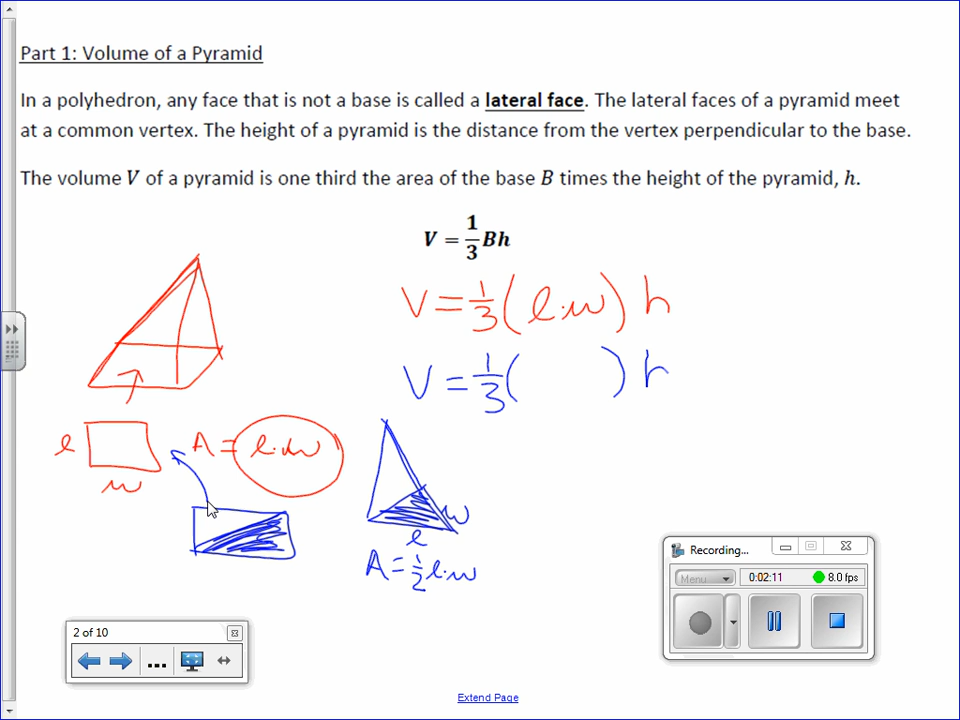 Part 1: Volume of a Pyramid
In a polyhedron, any face that is not a base is called a lateral face. The lateral faces of a pyramid meet
at a common vertex. The height of a pyramid is the distance from the vertex perpendicular to the base.
The volume V of a pyramid is one third the area of the base B times the height of the pyramid, h.
V = 1/3 Bh
V = 1/3 ( l·w ) h
V = 1/3 (    ) h
l
A = l·w
w
w
l
A = 1/2 l·w
Recording...
Menu
0:02:11
8.0 fps
2 of 10
...
Extend Page